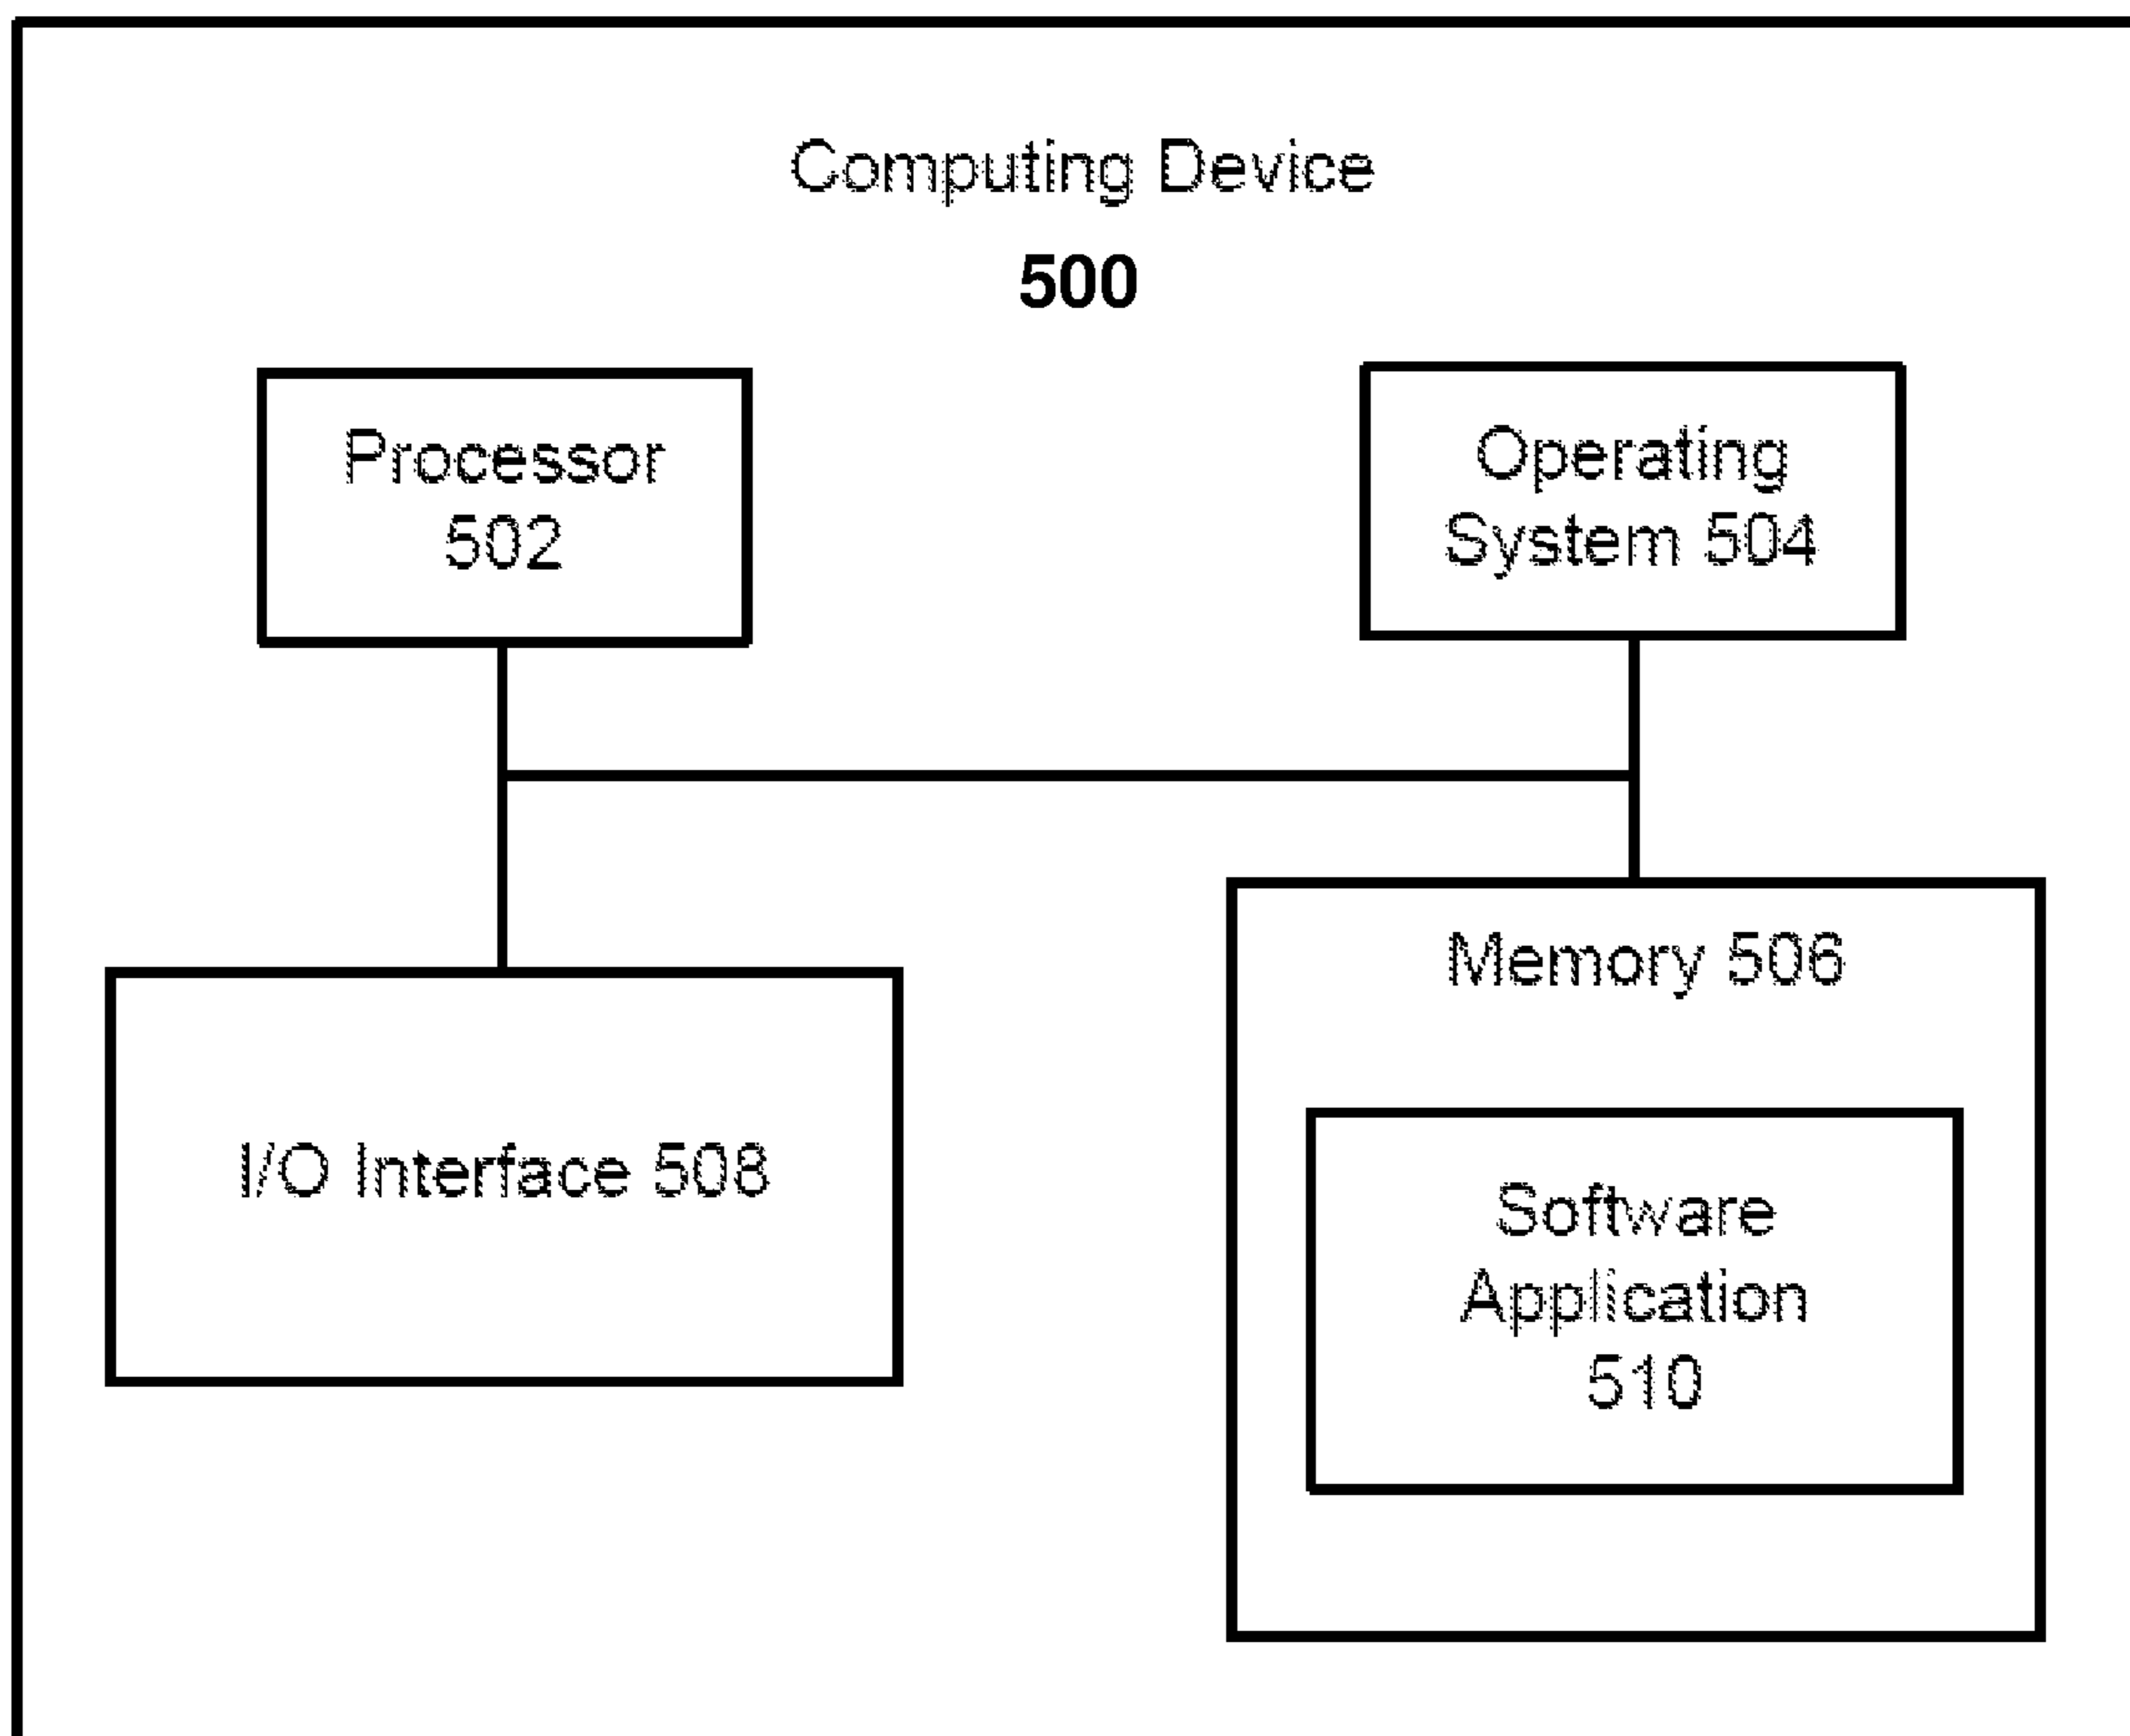 Computing Device
500
Processor
502
Operating
System 504
I/O Interface 508
Memory 506
Software
Application
510